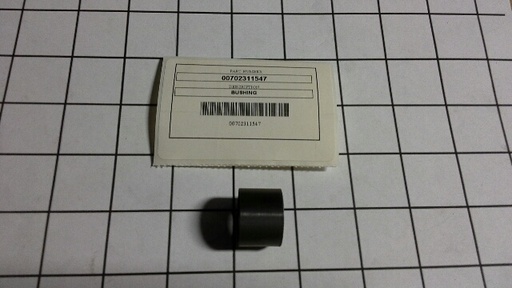 PART NUMBER
00702311547
DESCRIPTION
BUSHING
00702311547